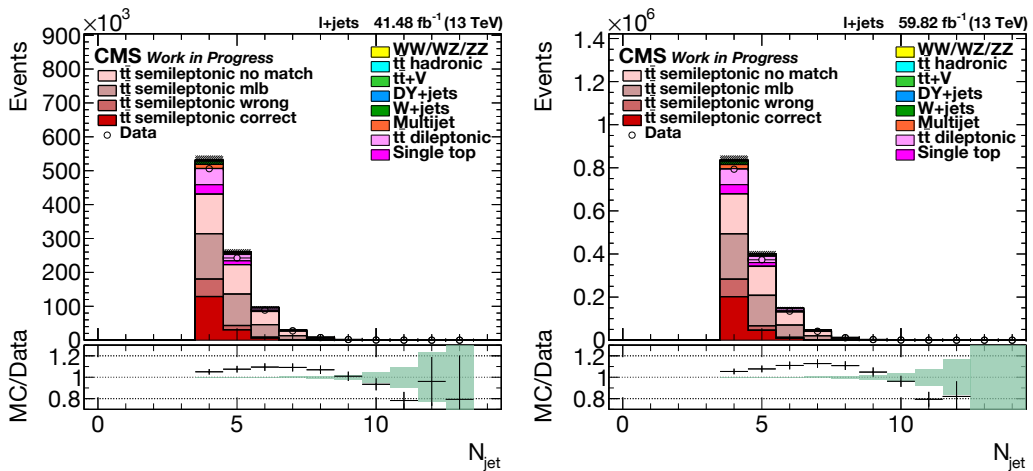 ×10³ l+jets 41.48 fb⁻¹ (13 TeV)
Events
900
800
700
600
500
400
300
200
100
0
CMS Work in Progress
tt̄ semileptonic no match
tt̄ semileptonic mlb
tt̄ semileptonic wrong
tt̄ semileptonic correct
Data
WW/WZ/ZZ
tt̄ hadronic
tt̄+V
DY+jets
W+jets
Multijet
tt̄ dileptonic
Single top
MC/Data
1.2
1
0.8
0 5 10
N_jet
×10⁶ l+jets 59.82 fb⁻¹ (13 TeV)
Events
1.4
1.2
1
0.8
0.6
0.4
0.2
0
CMS Work in Progress
tt̄ semileptonic no match
tt̄ semileptonic mlb
tt̄ semileptonic wrong
tt̄ semileptonic correct
Data
WW/WZ/ZZ
tt̄ hadronic
tt̄+V
DY+jets
W+jets
Multijet
tt̄ dileptonic
Single top
MC/Data
1.2
1
0.8
0 5 10
N_jet